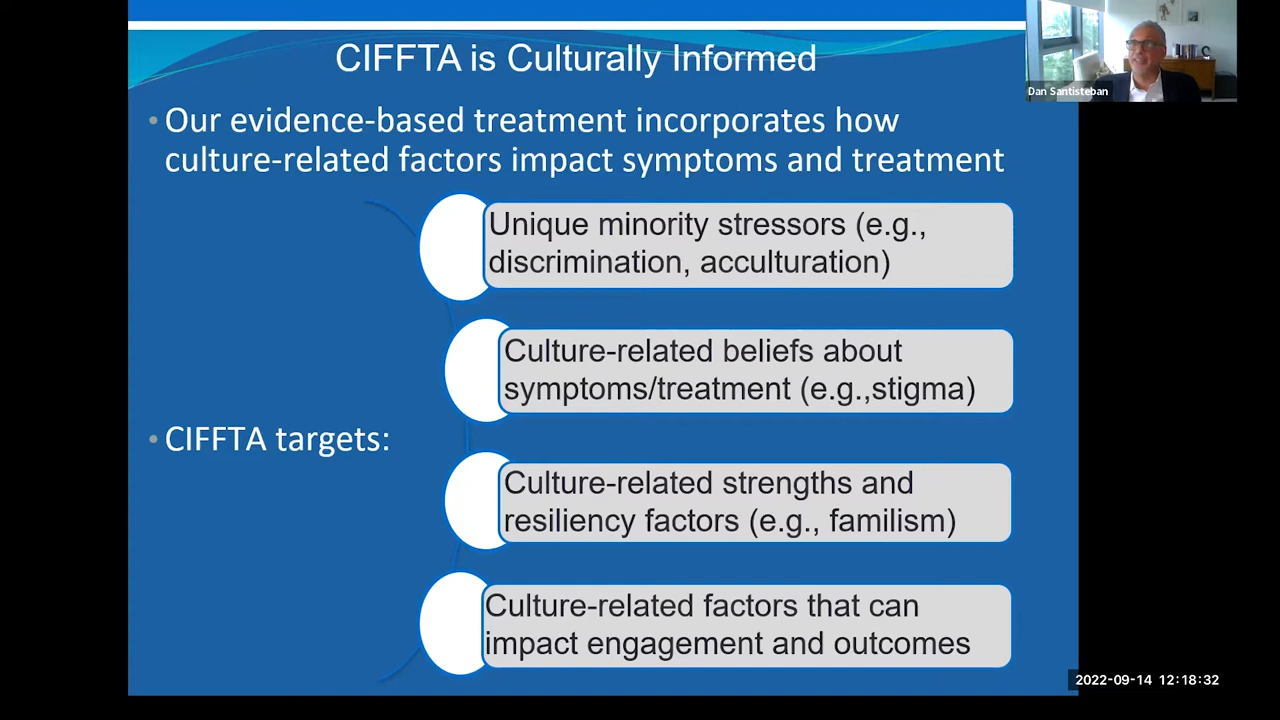 CIFFTA is Culturally Informed
Dan Santisteban
• Our evidence-based treatment incorporates how
culture-related factors impact symptoms and treatment
Unique minority stressors (e.g.,
discrimination, acculturation)
Culture-related beliefs about
symptoms/treatment (e.g.,stigma)
• CIFFTA targets:
Culture-related strengths and
resiliency factors (e.g., familism)
Culture-related factors that can
impact engagement and outcomes
2022-09-14 12:18:32